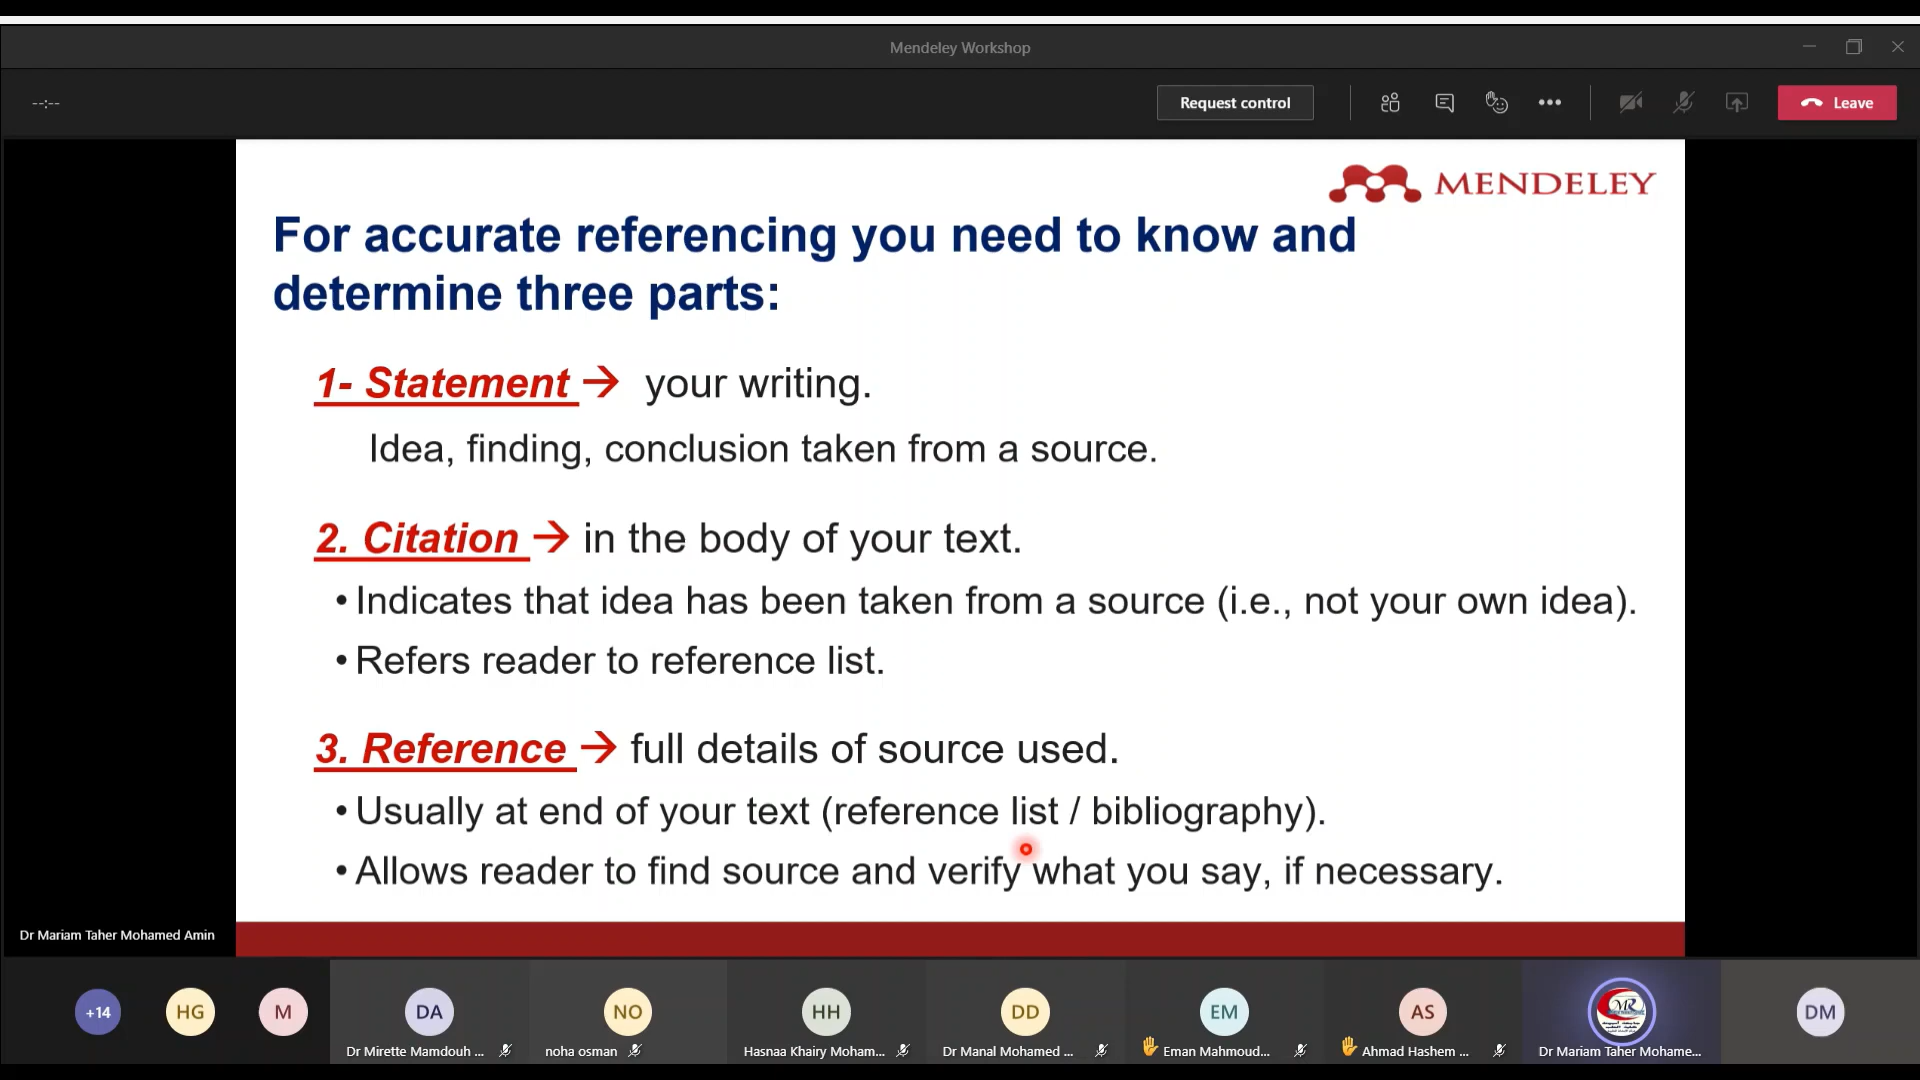 Mendeley Workshop
--:--
Request control
Leave
MENDELEY
For accurate referencing you need to know and
determine three parts:
1- Statement → your writing.
Idea, finding, conclusion taken from a source.
2. Citation → in the body of your text.
• Indicates that idea has been taken from a source (i.e., not your own idea).
• Refers reader to reference list.
3. Reference → full details of source used.
• Usually at end of your text (reference list / bibliography).
• Allows reader to find source and verify what you say, if necessary.
Dr Mariam Taher Mohamed Amin
+14
HG
M
DA
NO
HH
DD
EM
AS
MR
DM
Dr Mirette Mamdouh ...
noha osman
Hasnaa Khairy Moham...
Dr Manal Mohamed ...
Eman Mahmoud...
Ahmad Hashem ...
Dr Mariam Taher Mohame...